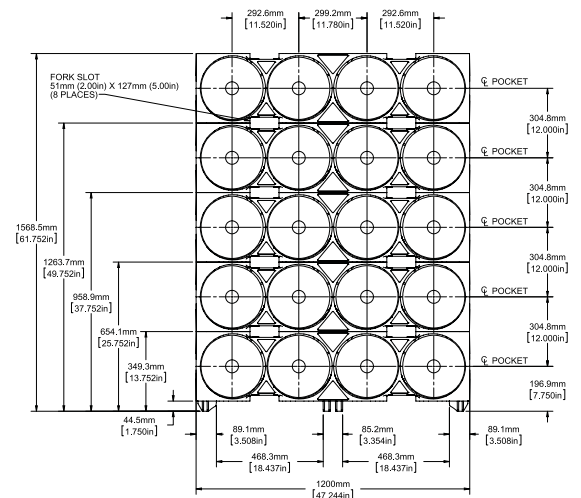 292.6mm
[11.520in]
299.2mm
[11.780in]
292.6mm
[11.520in]
FORK SLOT
51mm (2.00in) X 127mm (5.00in)
(8 PLACES)
℄ POCKET
304.8mm
[12.000in]
℄ POCKET
304.8mm
[12.000in]
℄ POCKET
304.8mm
[12.000in]
℄ POCKET
304.8mm
[12.000in]
℄ POCKET
1568.5mm
[61.752in]
1263.7mm
[49.752in]
958.9mm
[37.752in]
654.1mm
[25.752in]
349.3mm
[13.752in]
196.9mm
[7.750in]
44.5mm
[1.750in]
89.1mm
[3.508in]
85.2mm
[3.354in]
89.1mm
[3.508in]
468.3mm
[18.437in]
468.3mm
[18.437in]
1200mm
[47.244in]